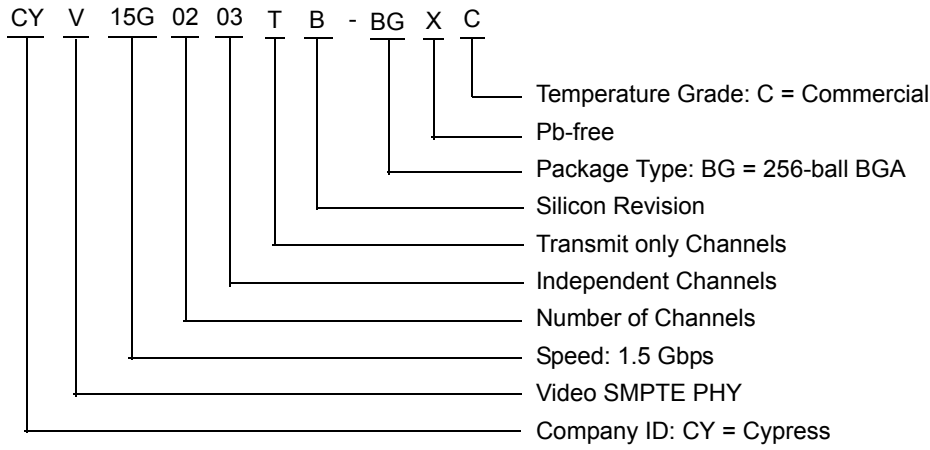 CY V 15G 02 03 T B - BG X C
Temperature Grade: C = Commercial
Pb-free
Package Type: BG = 256-ball BGA
Silicon Revision
Transmit only Channels
Independent Channels
Number of Channels
Speed: 1.5 Gbps
Video SMPTE PHY
Company ID: CY = Cypress